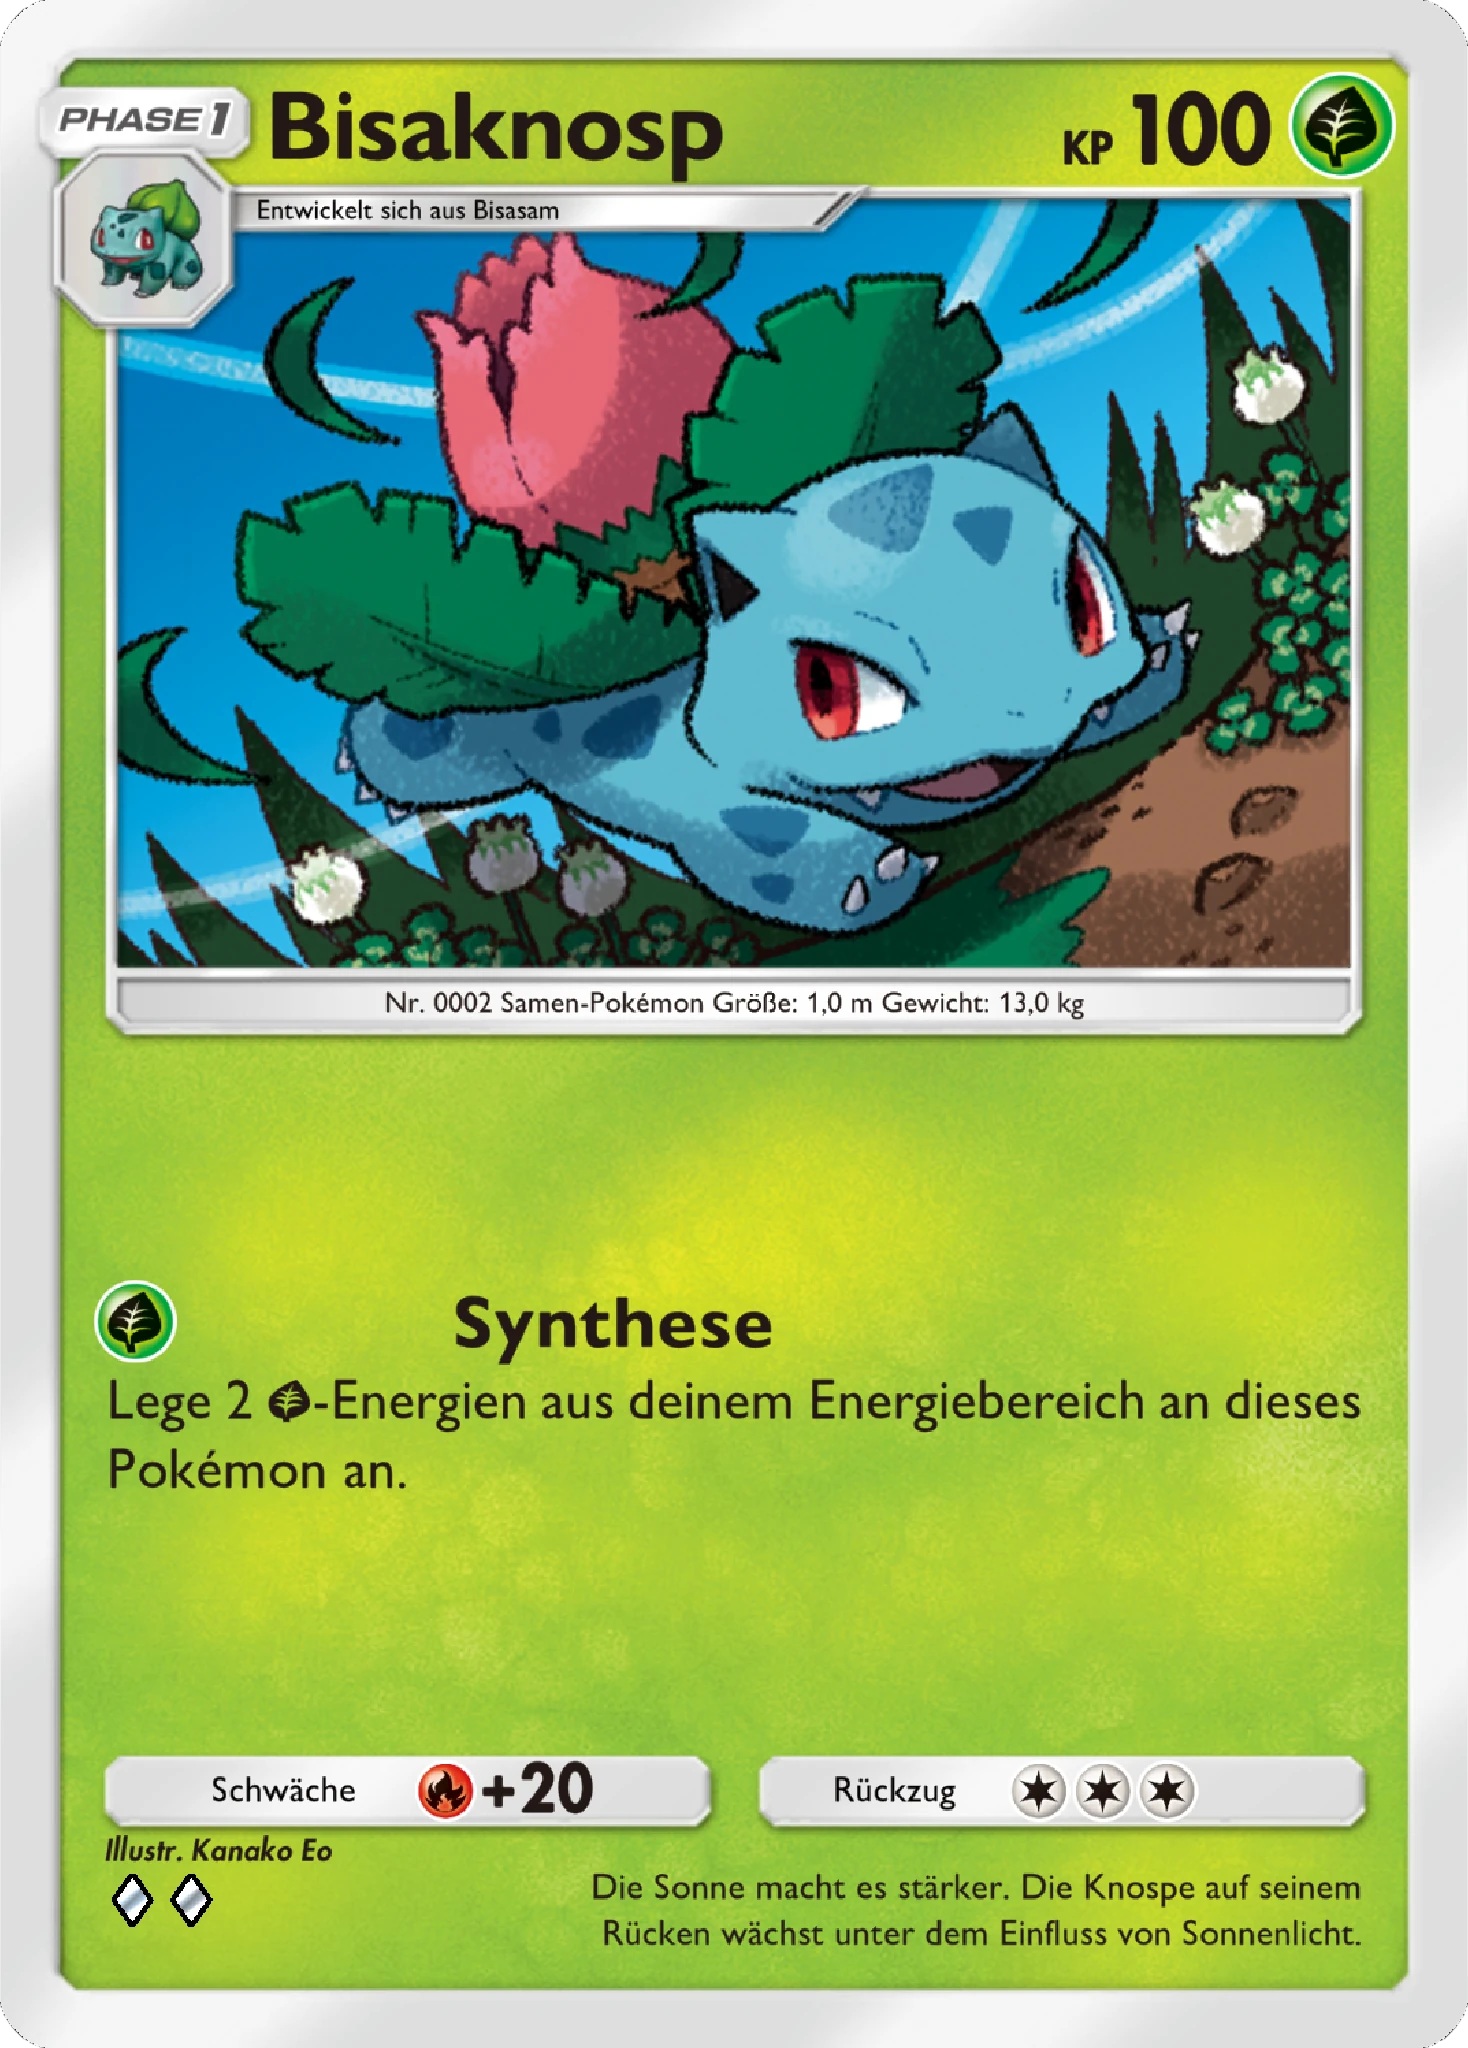 PHASE 1
Bisaknosp
KP 100
Entwickelt sich aus Bisasam
Nr. 0002 Samen-Pokémon Größe: 1,0 m Gewicht: 13,0 kg
Synthese
Lege 2 -Energien aus deinem Energiebereich an dieses
Pokémon an.
Schwäche +20
Rückzug
Illustr. Kanako Eo
Die Sonne macht es stärker. Die Knospe auf seinem
Rücken wächst unter dem Einfluss von Sonnenlicht.